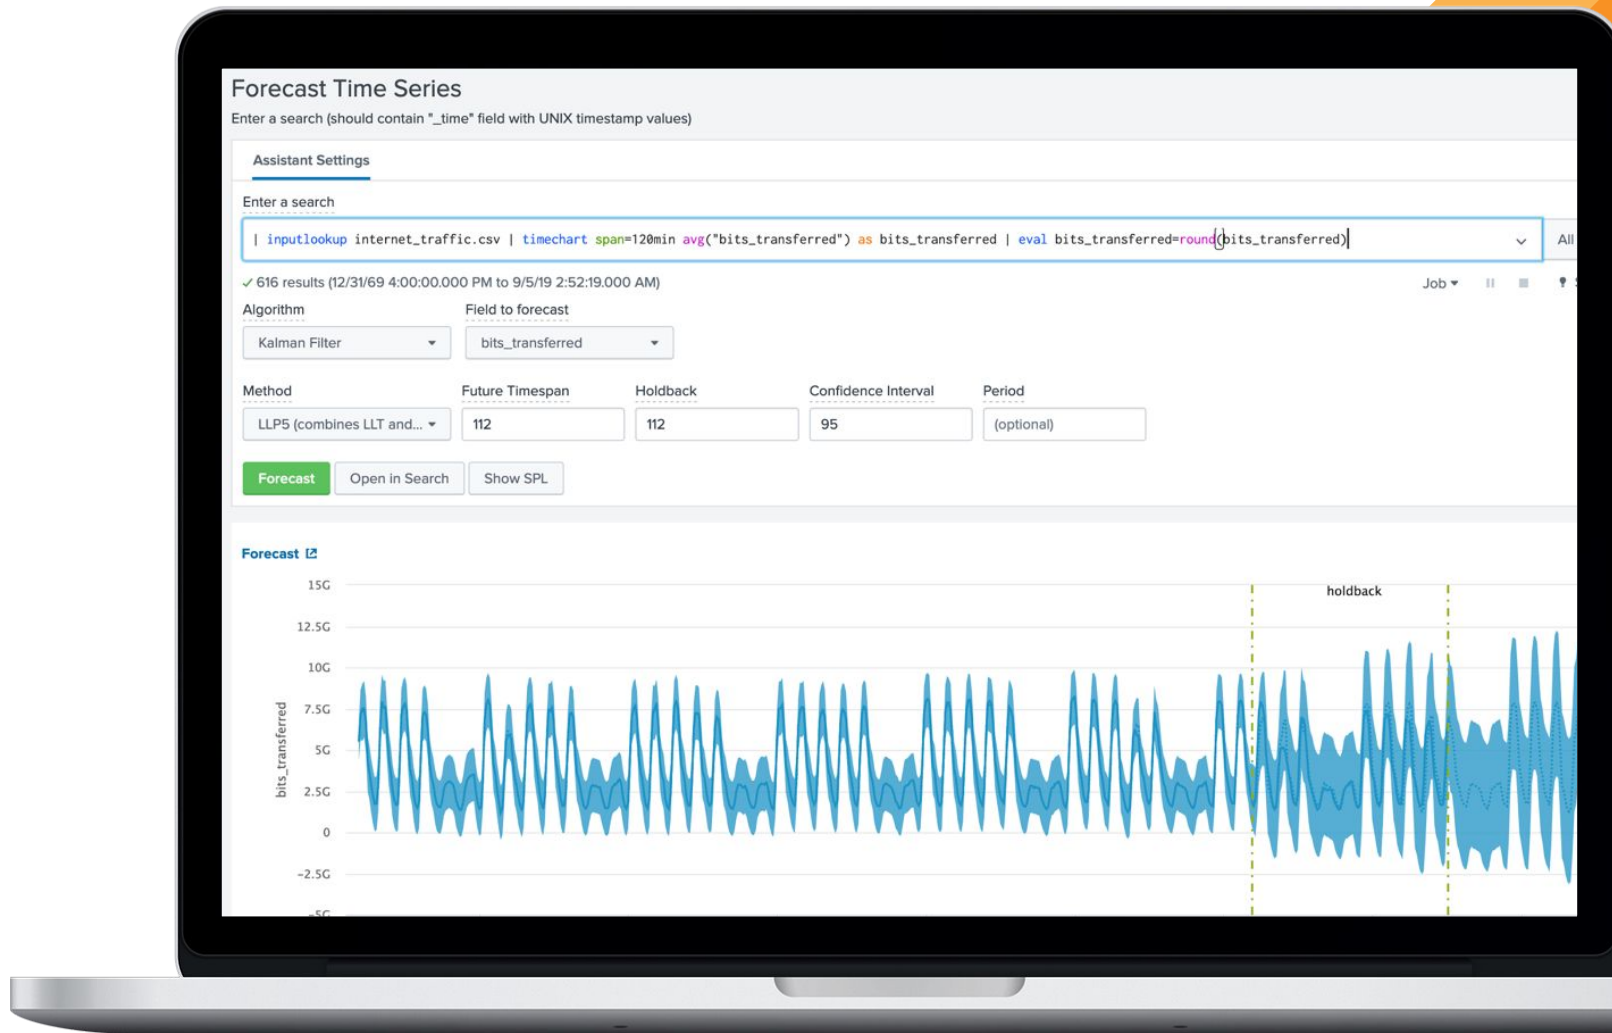 Forecast Time Series
Enter a search (should contain "_time" field with UNIX timestamp values)
Assistant Settings
Enter a search
| inputlookup internet_traffic.csv | timechart span=120min avg("bits_transferred") as bits_transferred | eval bits_transferred=round(bits_transferred)
All
✓ 616 results (12/31/69 4:00:00.000 PM to 9/5/19 2:52:19.000 AM)
Job
Algorithm
Field to forecast
Kalman Filter
bits_transferred
Method
Future Timespan
Holdback
Confidence Interval
Period
LLP5 (combines LLT and...
112
112
95
(optional)
Forecast
Open in Search
Show SPL
Forecast
15G
holdback
12.5G
10G
7.5G
5G
2.5G
0
-2.5G
-5G
bits_transferred